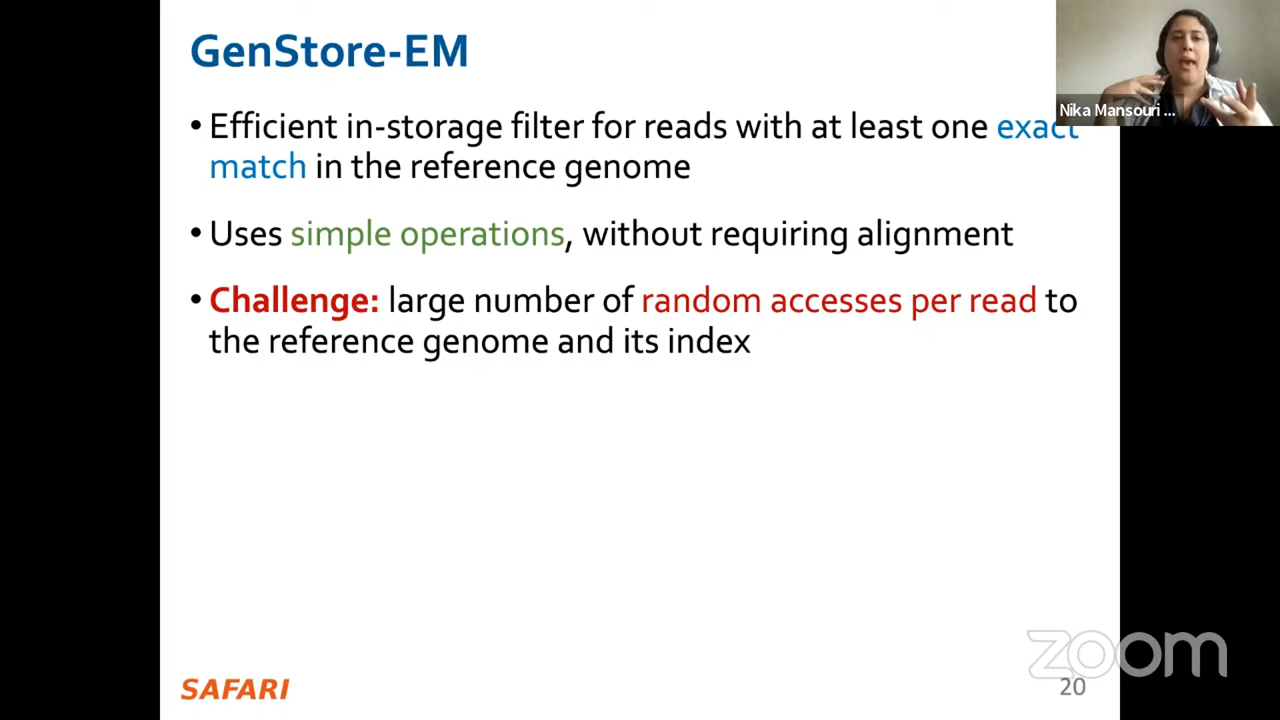 GenStore-EM
• Efficient in-storage filter for reads with at least one exact
match in the reference genome
• Uses simple operations, without requiring alignment
• Challenge: large number of random accesses per read to
the reference genome and its index
Nika Mansouri ...
zoom
SAFARI
20